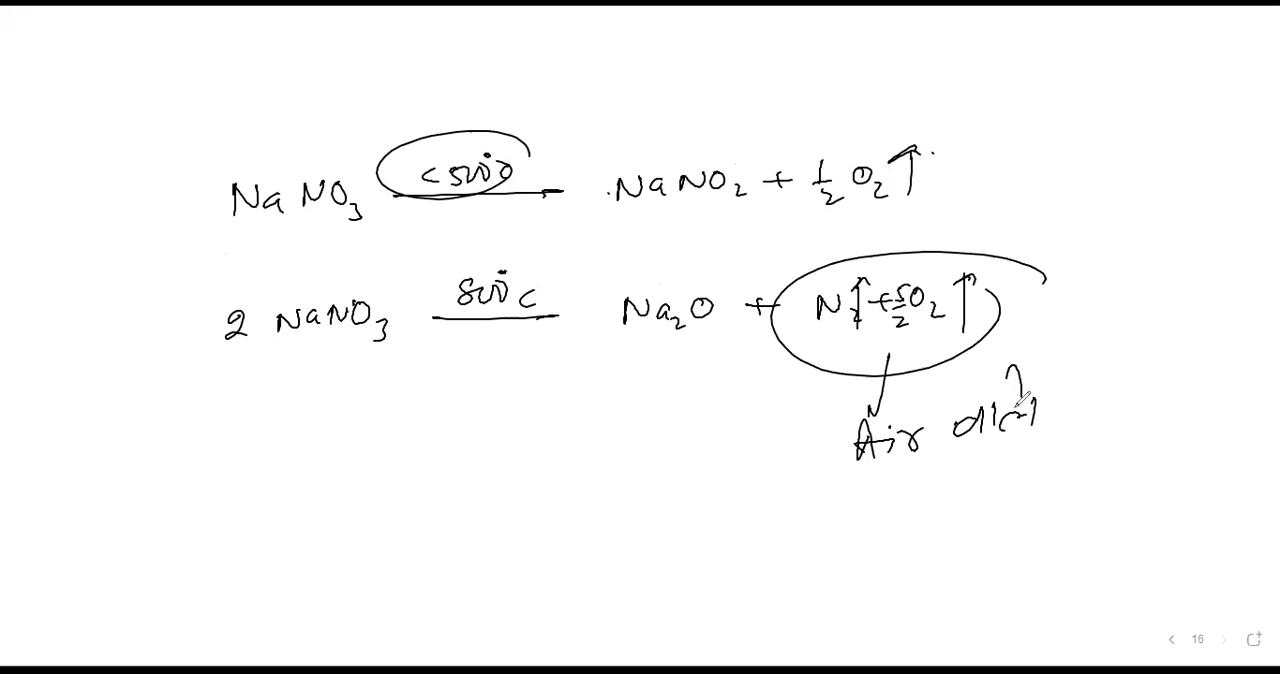 NaNO₃ <500° → NaNO₂ + 1/2 O₂↑
2 NaNO₃ 800°C Na₂O + N₂↑ + 5/2 O₂↑
Air
< 16 >